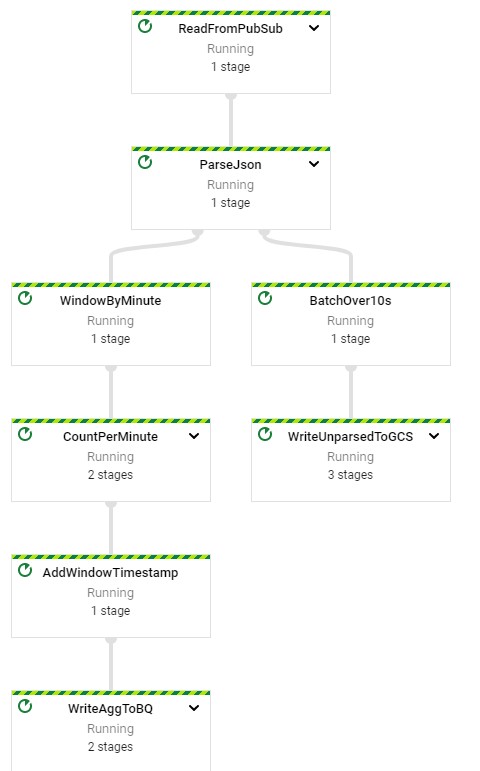 ReadFromPubSub
Running
1 stage
ParseJson
Running
1 stage
WindowByMinute
Running
1 stage
BatchOver10s
Running
1 stage
CountPerMinute
Running
2 stages
WriteUnparsedToGCS
Running
3 stages
AddWindowTimestamp
Running
1 stage
WriteAggToBQ
Running
2 stages